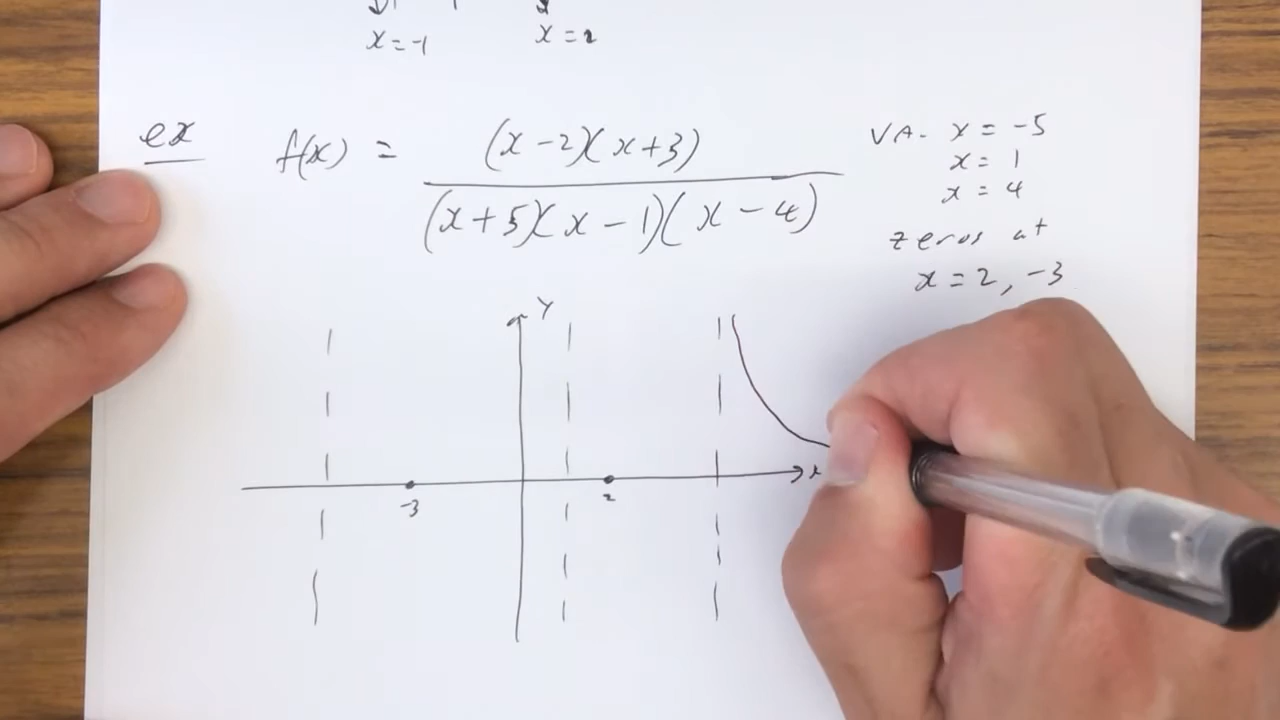 x=-1 x=2
ex f(x) = (x-2)(x+3)
(x+5)(x-1)(x-4)
VA- x = -5
x = 1
x = 4
zeros at
x = 2, -3
Y
x
-3 2